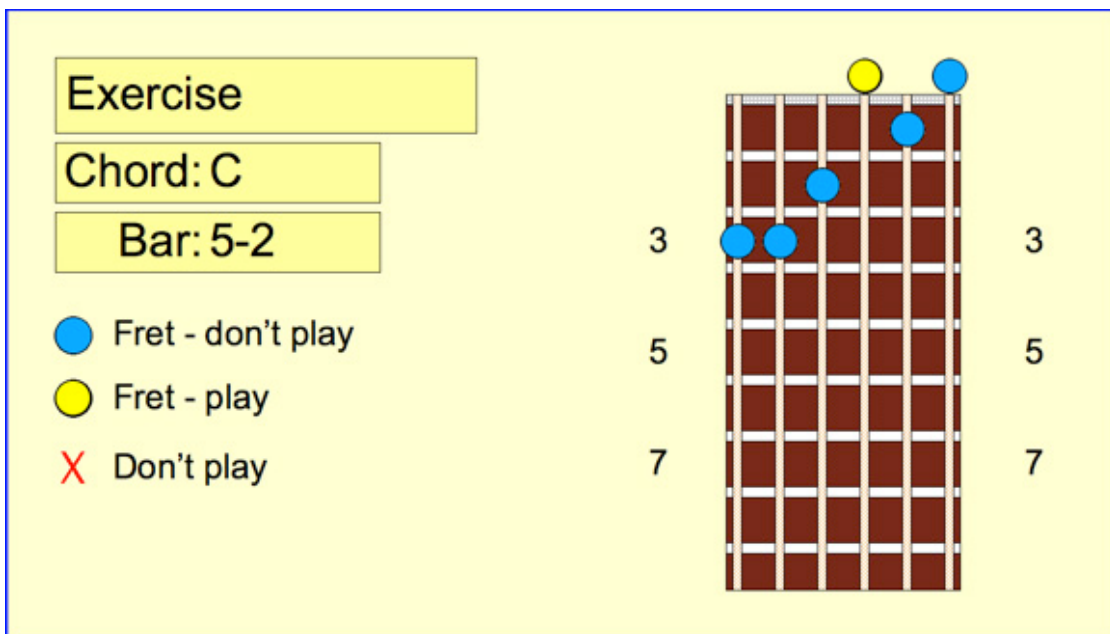 Exercise
Chord: C
Bar: 5-2
Fret - don't play
Fret - play
X Don't play
3 3
5 5
7 7